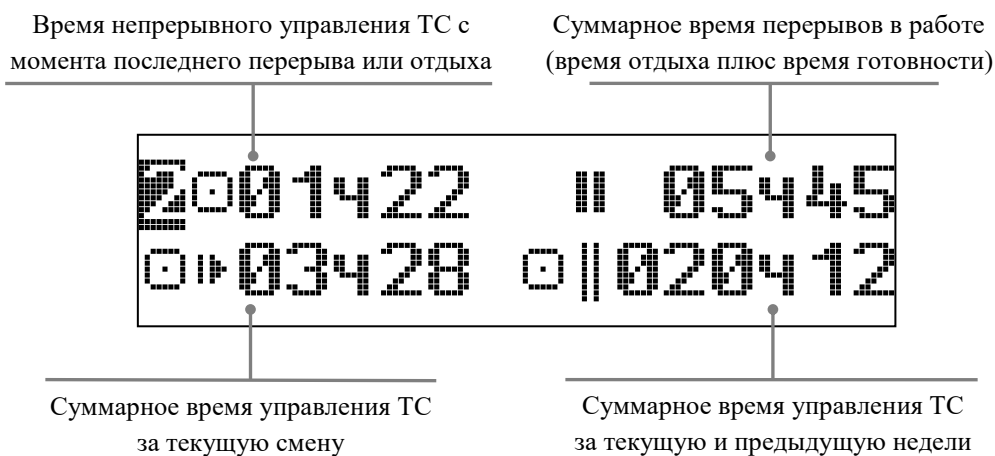 Время непрерывного управления ТС с
момента последнего перерыва или отдыха
Суммарное время перерывов в работе
(время отдыха плюс время готовности)
2 01ч22 05ч45
03ч28 020ч12
Суммарное время управления ТС
за текущую смену
Суммарное время управления ТС
за текущую и предыдущую недели